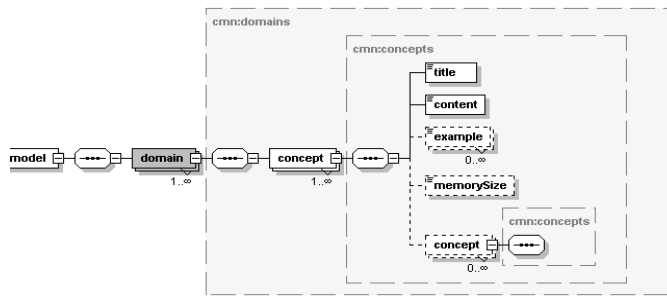 cmn:domains
cmn:concepts
title
content
example
0..∞
model
domain
1..∞
concept
1..∞
memorySize
cmn:concepts
concept
0..∞